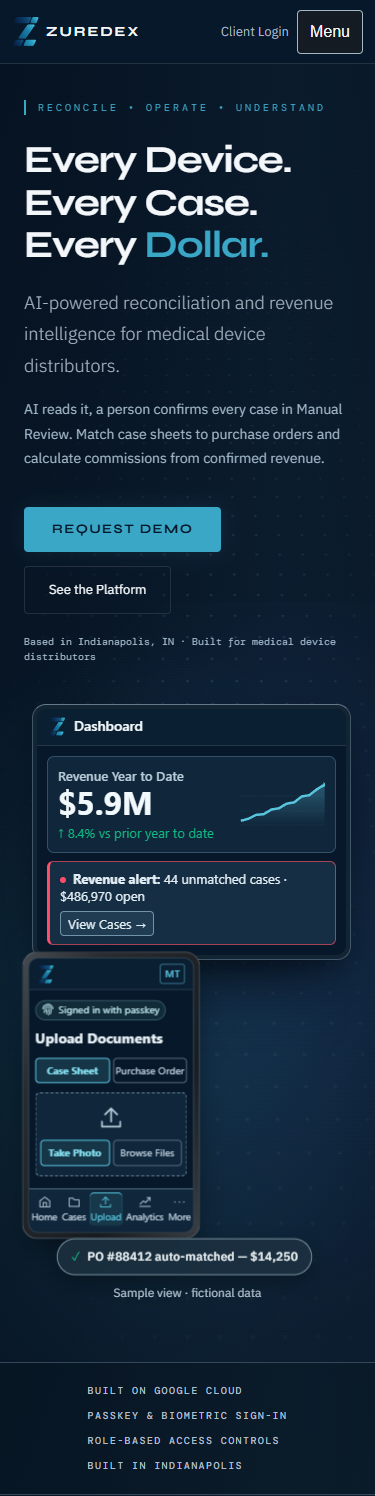 ZUREDEX
Client Login
Menu
RECONCILE • OPERATE • UNDERSTAND
Every Device.
Every Case.
Every Dollar.
AI-powered reconciliation and revenue
intelligence for medical device
distributors.
AI reads it, a person confirms every case in Manual
Review. Match case sheets to purchase orders and
calculate commissions from confirmed revenue.
REQUEST DEMO
See the Platform
Based in Indianapolis, IN · Built for medical device
distributors
Dashboard
Revenue Year to Date
$5.9M
↑ 8.4% vs prior year to date
Revenue alert: 44 unmatched cases ·
$486,970 open
View Cases →
MT
Signed in with passkey
Upload Documents
Case Sheet
Purchase Order
Take Photo
Browse Files
Home Cases Upload Analytics More
✓ PO #88412 auto-matched — $14,250
Sample view · fictional data
BUILT ON GOOGLE CLOUD
PASSKEY & BIOMETRIC SIGN-IN
ROLE-BASED ACCESS CONTROLS
BUILT IN INDIANAPOLIS